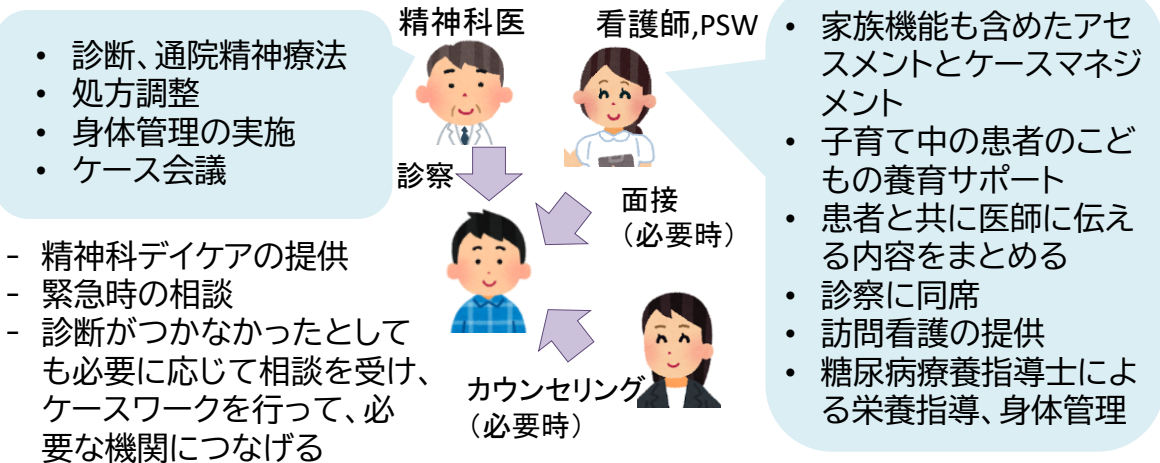 精神科医
看護師,PSW
• 診断、通院精神療法
• 処方調整
• 身体管理の実施
• ケース会議
診察
面接
（必要時）
カウンセリング
（必要時）
- 精神科デイケアの提供
- 緊急時の相談
- 診断がつかなかったとして
も必要に応じて相談を受け、
ケースワークを行って、必
要な機関につなげる
• 家族機能も含めたアセ
スメントとケースマネジ
メント
• 子育て中の患者のこど
もの養育サポート
• 患者と共に医師に伝え
る内容をまとめる
• 診察に同席
• 訪問看護の提供
• 糖尿病療養指導士によ
る栄養指導、身体管理